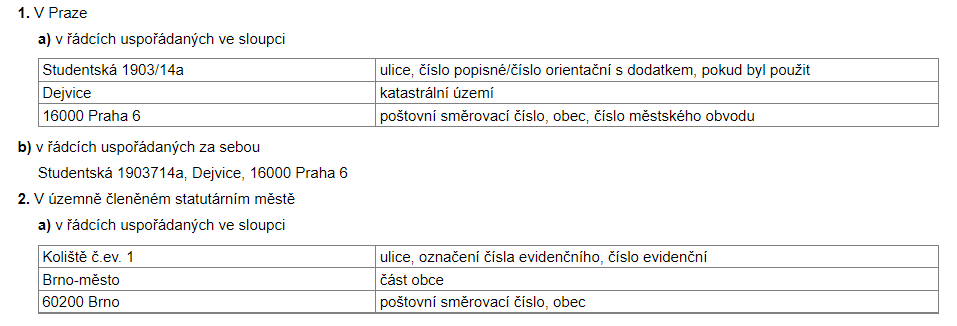 1. V Praze
a) v řádcích uspořádaných ve sloupci
Studentská 1903/14a ulice, číslo popisné/číslo orientační s dodatkem, pokud byl použit
Dejvice katastrální území
16000 Praha 6 poštovní směrovací číslo, obec, číslo městského obvodu
b) v řádcích uspořádaných za sebou
Studentská 1903714a, Dejvice, 16000 Praha 6
2. V územně členěném statutárním městě
a) v řádcích uspořádaných ve sloupci
Koliště č.ev. 1 ulice, označení čísla evidenčního, číslo evidenční
Brno-město část obce
60200 Brno poštovní směrovací číslo, obec